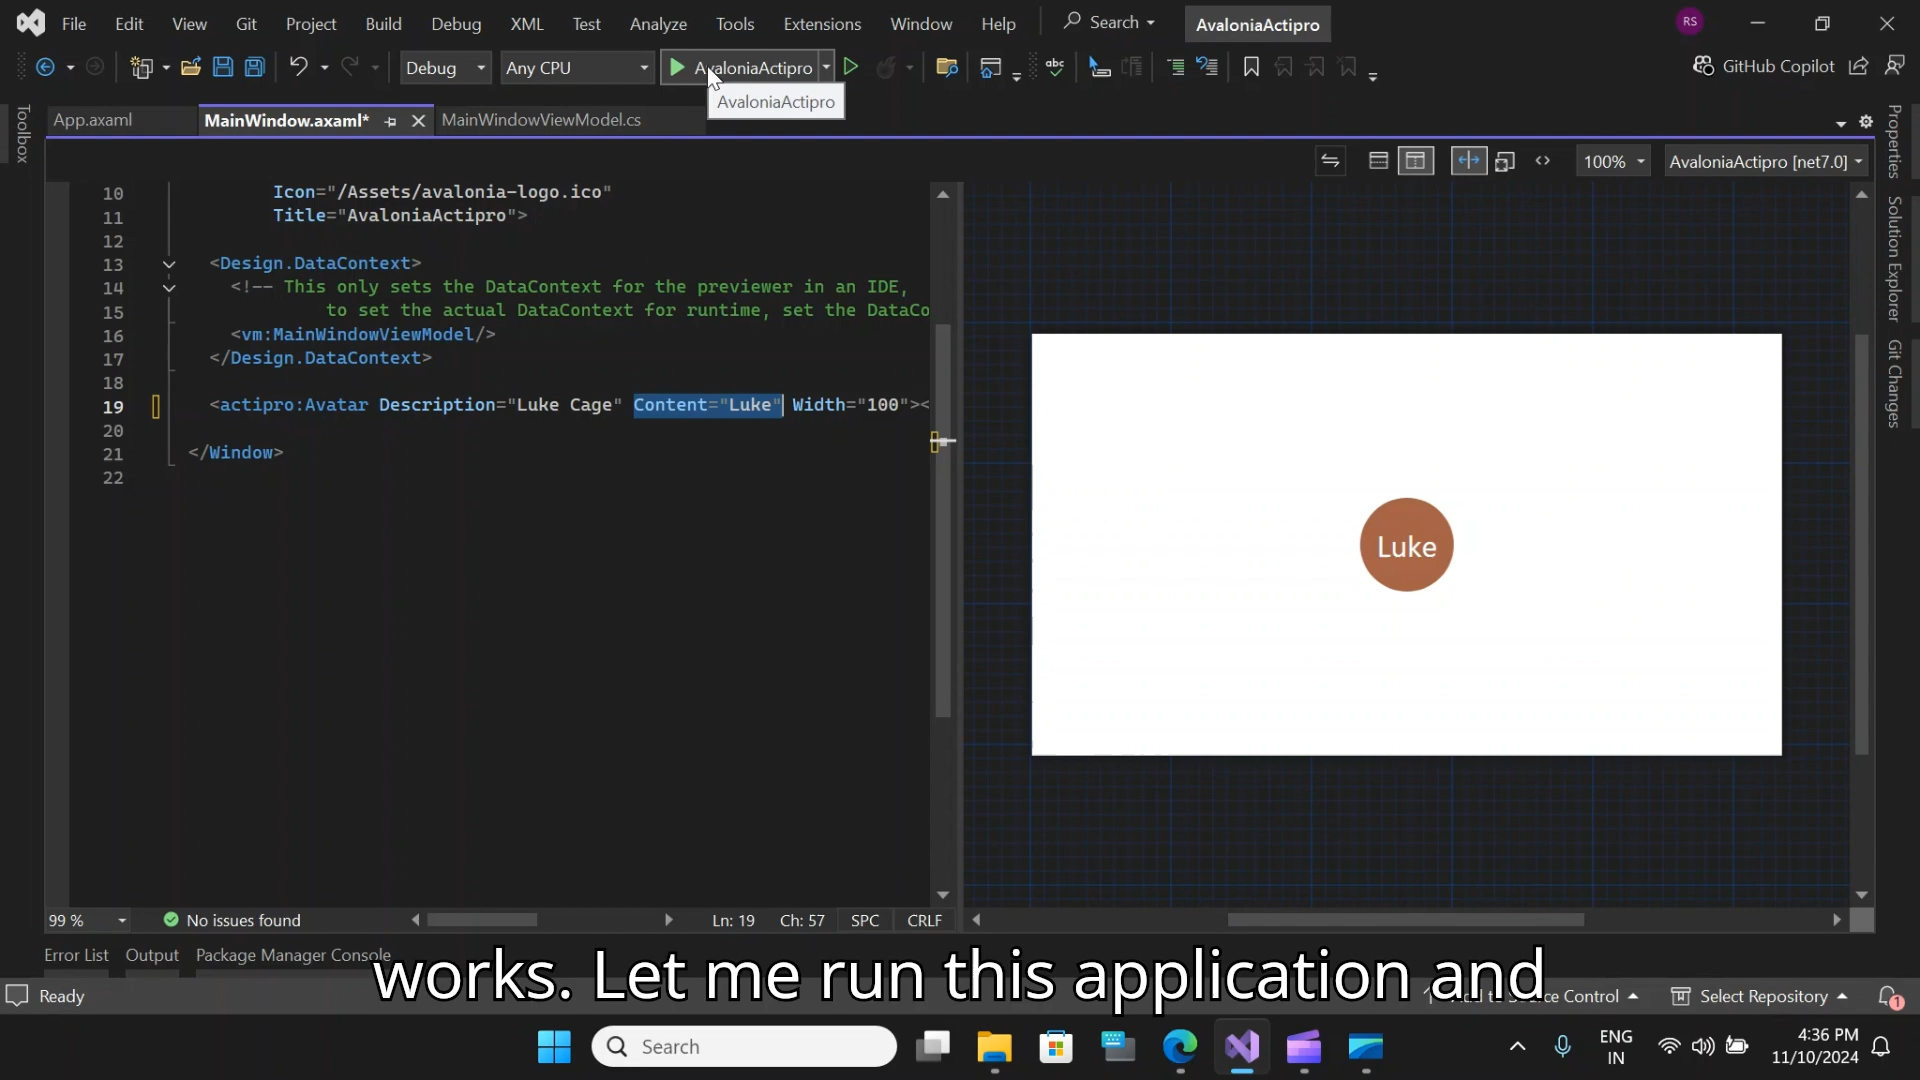 File Edit View Git Project Build Debug XML Test Analyze Tools Extensions Window Help Search AvaloniaActipro RS
Debug Any CPU AvaloniaActipro abc GitHub Copilot
AvaloniaActipro
Toolbox
App.axaml MainWindow.axaml* MainWindowViewModel.cs
100% AvaloniaActipro [net7.0]
Properties
Solution Explorer
Git Changes
10 Icon="/Assets/avalonia-logo.ico"
11 Title="AvaloniaActipro">
12
13 <Design.DataContext>
14 <!-- This only sets the DataContext for the previewer in an IDE,
15 to set the actual DataContext for runtime, set the DataCo
16 <vm:MainWindowViewModel/>
17 </Design.DataContext>
18
19 <actipro:Avatar Description="Luke Cage" Content="Luke" Width="100"><
20
21 </Window>
22
Luke
99 % No issues found Ln: 19 Ch: 57 SPC CRLF
Error List Output Package Manager Console
works. Let me run this application and
Ready Source Control Select Repository 1
Search
ENG
IN
4:36 PM
11/10/2024